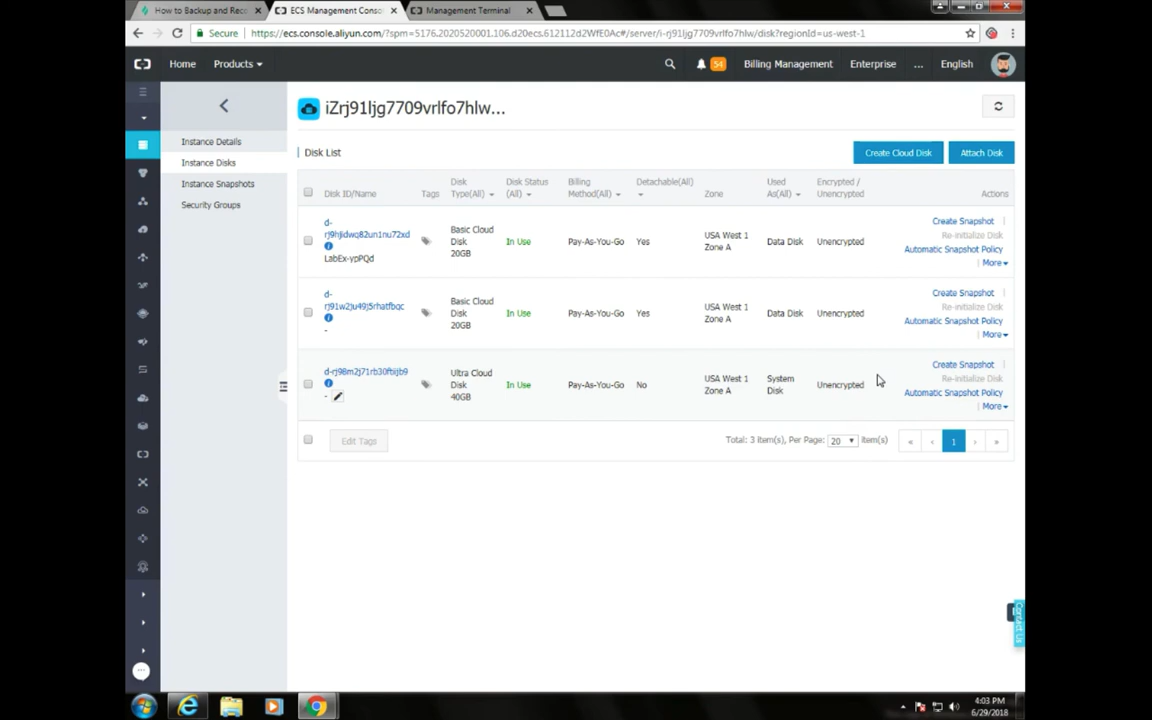 How to Backup and Reco
ECS Management Conso
Management Terminal
Secure
https://ecs.console.aliyun.com/?spm=5176.2020520001.106.d20ecs.612112d2WfE0Ac#/server/i-rj91ljg7709vrlfo7hlw/disk?regionId=us-west-1
Home
Products
54
Billing Management
Enterprise
...
English
iZrj91ljg7709vrlfo7hlw...
Instance Details
Instance Disks
Instance Snapshots
Security Groups
Disk List
Create Cloud Disk
Attach Disk
Disk ID/Name
Tags
Disk
Type(All)
Disk Status
(All)
Billing
Method(All)
Detachable(All)
Zone
Used
As(All)
Encrypted /
Unencrypted
Actions
d-
LabEx-ypPQd
Basic Cloud
Disk
20GB
In Use
Pay-As-You-Go
Yes
USA West 1
Zone A
Data Disk
Unencrypted
Create Snapshot |
Re-initialize Disk
Automatic Snapshot Policy
| More
d-
rj91w2ju49j5rhatfbqc
-
Basic Cloud
Disk
20GB
In Use
Pay-As-You-Go
Yes
USA West 1
Zone A
Data Disk
Unencrypted
Create Snapshot |
Re-initialize Disk
Automatic Snapshot Policy
| More
-
Ultra Cloud
Disk
40GB
In Use
Pay-As-You-Go
No
USA West 1
Zone A
System
Disk
Unencrypted
Create Snapshot |
Re-initialize Disk
Automatic Snapshot Policy
| More
Edit Tags
Total: 3 item(s), Per Page: 20 item(s)
« ‹ 1 › »
Contact Us
4:03 PM
6/29/2018